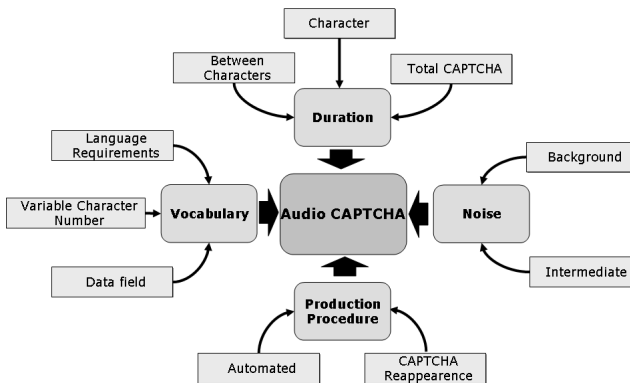 Character
Between
Characters
Total CAPTCHA
Duration
Language
Requirements
Background
Variable Character
Number
Vocabulary
Audio CAPTCHA
Noise
Data field
Intermediate
Production
Procedure
Automated
CAPTCHA
Reappearence